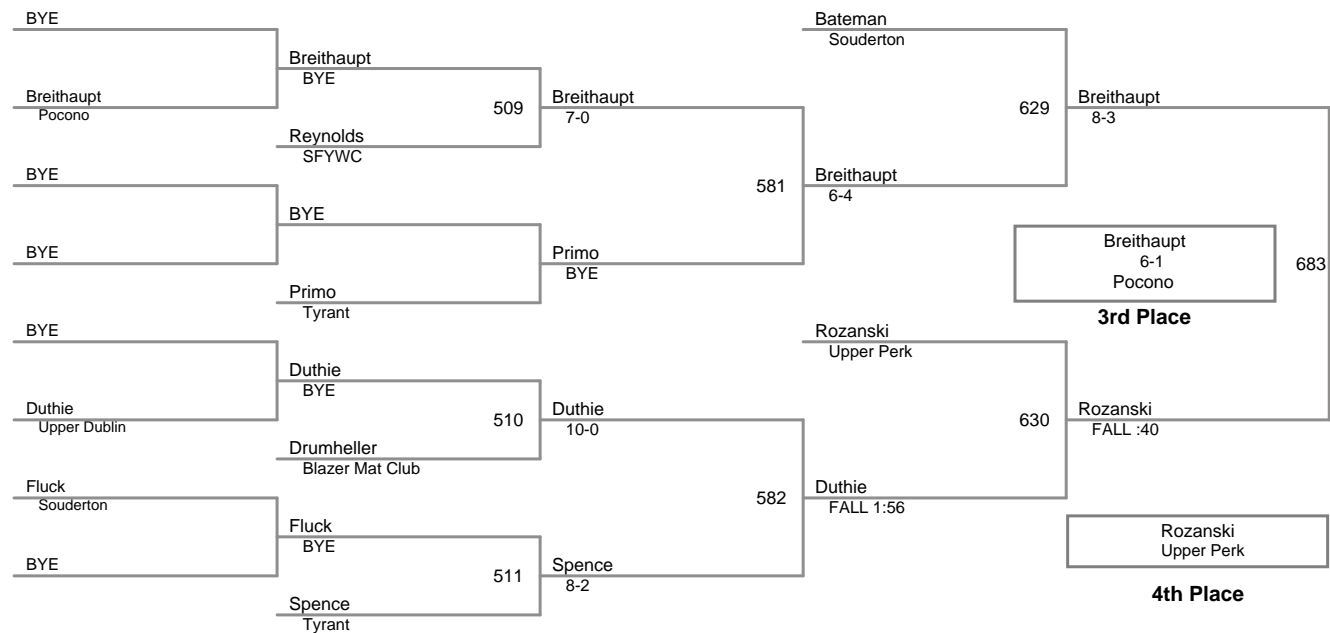 BYE
Bateman
Souderton
Breithaupt
BYE
Breithaupt
Pocono
509
Breithaupt
7-0
629
Breithaupt
8-3
Reynolds
SFYWC
BYE
581
Breithaupt
6-4
BYE
BYE
Primo
BYE
Breithaupt
6-1
Pocono
683
3rd Place
Primo
Tyrant
BYE
Rozanski
Upper Perk
Duthie
BYE
Duthie
Upper Dublin
510
Duthie
10-0
630
Rozanski
FALL :40
Drumheller
Blazer Mat Club
Fluck
Souderton
582
Duthie
FALL 1:56
Fluck
BYE
Rozanski
Upper Perk
BYE
511
Spence
8-2
4th Place
Spence
Tyrant